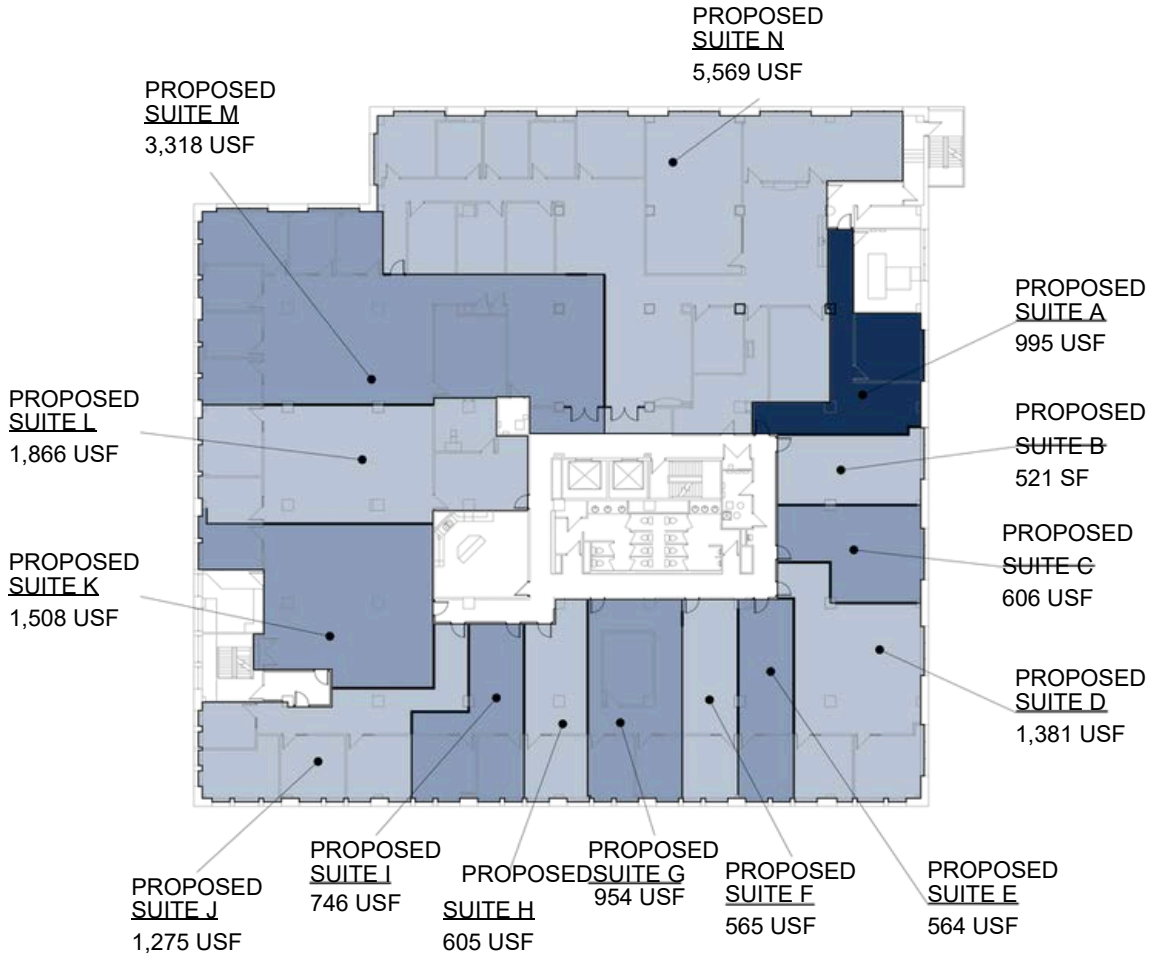 PROPOSED
SUITE N
5,569 USF
PROPOSED
SUITE M
3,318 USF
PROPOSED
SUITE A
995 USF
PROPOSED
SUITE L
1,866 USF
PROPOSED
SUITE B
521 SF
PROPOSED
SUITE C
606 USF
PROPOSED
SUITE K
1,508 USF
PROPOSED
SUITE D
1,381 USF
PROPOSED
SUITE I
746 USF
PROPOSED
SUITE H
605 USF
PROPOSED
SUITE G
954 USF
PROPOSED
SUITE F
565 USF
PROPOSED
SUITE E
564 USF
PROPOSED
SUITE J
1,275 USF